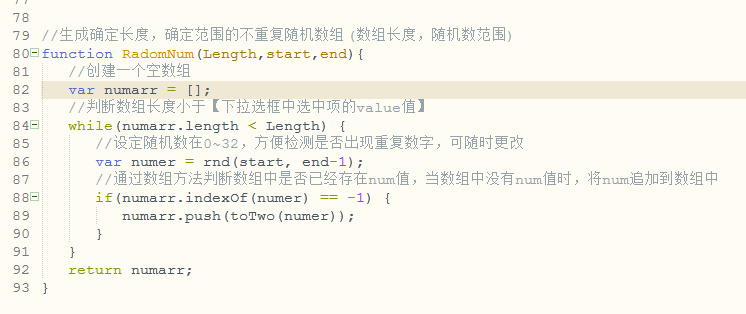 77
78
79 //生成确定长度，确定范围的不重复随机数组 (数组长度，随机数范围)
80 function RadomNum(Length,start,end){
81 //创建一个空数组
82 var numarr = [];
83 //判断数组长度小于【下拉选框中选中项的value值】
84 while(numarr.length < Length) {
85 //设定随机数在0~32，方便检测是否出现重复数字，可随时更改
86 var numer = rnd(start, end-1);
87 //通过数组方法判断数组中是否已经存在num值，当数组中没有num值时，将num追加到数组中
88 if(numarr.indexOf(numer) == -1) {
89 numarr.push(toTwo(numer));
90 }
91 }
92 return numarr;
93 }